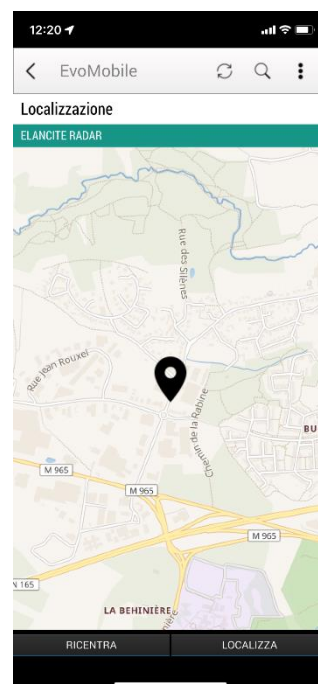 12:20
EvoMobile
Localizzazione
ELANCITE RADAR
Rue des Silènes
Rue Jean Rouxel
Chemin de la Rabine
BU
M 965
M 965
M 965
N 165
LA BEHINIÈRE
RICENTRA
LOCALIZZA